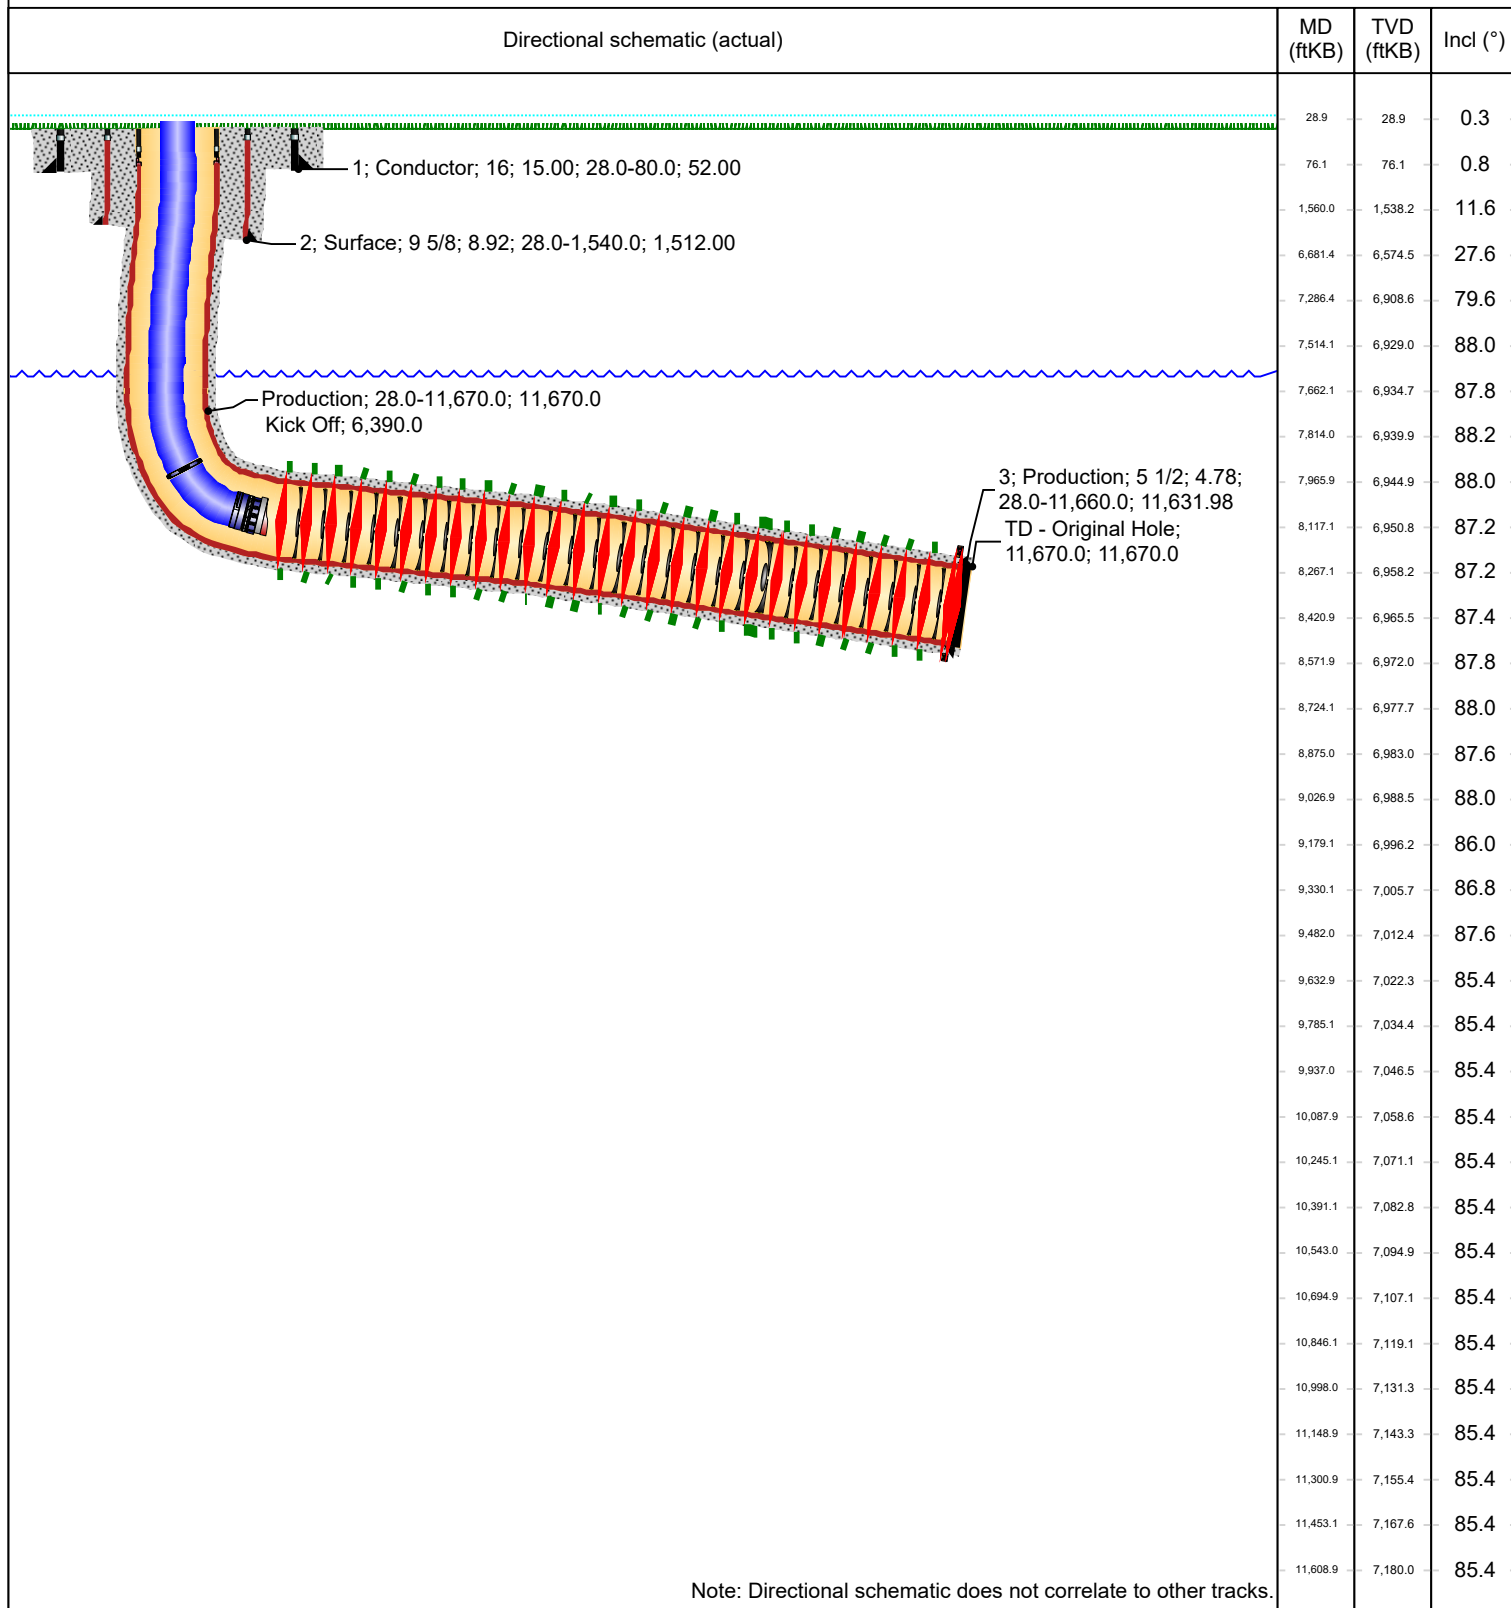 Directional schematic (actual)
MD
(ftKB)
TVD
(ftKB)
Incl (°)
1; Conductor; 16; 15.00; 28.0-80.0; 52.00
2; Surface; 9 5/8; 8.92; 28.0-1,540.0; 1,512.00
Production; 28.0-11,670.0; 11,670.0
Kick Off; 6,390.0
3; Production; 5 1/2; 4.78;
28.0-11,660.0; 11,631.98
TD - Original Hole;
11,670.0; 11,670.0
28.9 28.9 0.3
76.1 76.1 0.8
1,560.0 1,538.2 11.6
6,681.4 6,574.5 27.6
7,286.4 6,908.6 79.6
7,514.1 6,929.0 88.0
7,662.1 6,934.7 87.8
7,814.0 6,939.9 88.2
7,965.9 6,944.9 88.0
8,117.1 6,950.8 87.2
8,267.1 6,958.2 87.2
8,420.9 6,965.5 87.4
8,571.9 6,972.0 87.8
8,724.1 6,977.7 88.0
8,875.0 6,983.0 87.6
9,026.9 6,988.5 88.0
9,179.1 6,996.2 86.0
9,330.1 7,005.7 86.8
9,482.0 7,012.4 87.6
9,632.9 7,022.3 85.4
9,785.1 7,034.4 85.4
9,937.0 7,046.5 85.4
10,087.9 7,058.6 85.4
10,245.1 7,071.1 85.4
10,391.1 7,082.8 85.4
10,543.0 7,094.9 85.4
10,694.9 7,107.1 85.4
10,846.1 7,119.1 85.4
10,998.0 7,131.3 85.4
11,148.9 7,143.3 85.4
11,300.9 7,155.4 85.4
11,453.1 7,167.6 85.4
11,608.9 7,180.0 85.4
Note: Directional schematic does not correlate to other tracks.